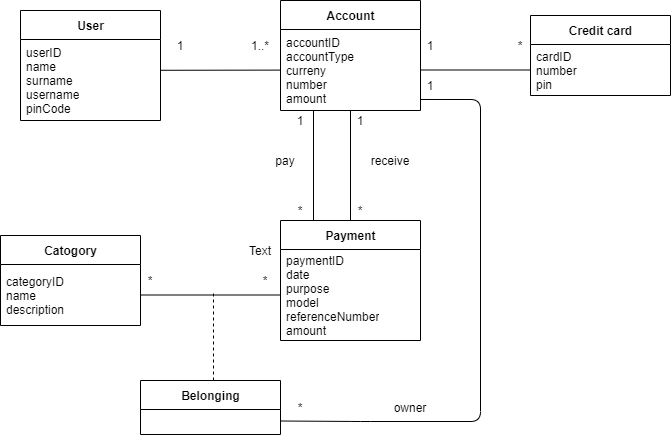 User
userID
name
surname
username
pinCode
1
1..*
Account
accountID
accountType
curreny
number
amount
1
*
Credit card
cardID
number
pin
1
1
1
pay
receive
*
*
Catogory
categoryID
name
description
*
Text
*
Payment
paymentID
date
purpose
model
referenceNumber
amount
Belonging
*
owner